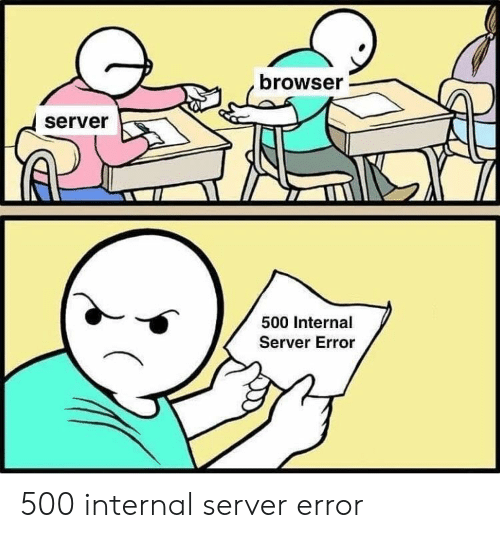 browser
server
500 Internal
Server Error
500 internal server error